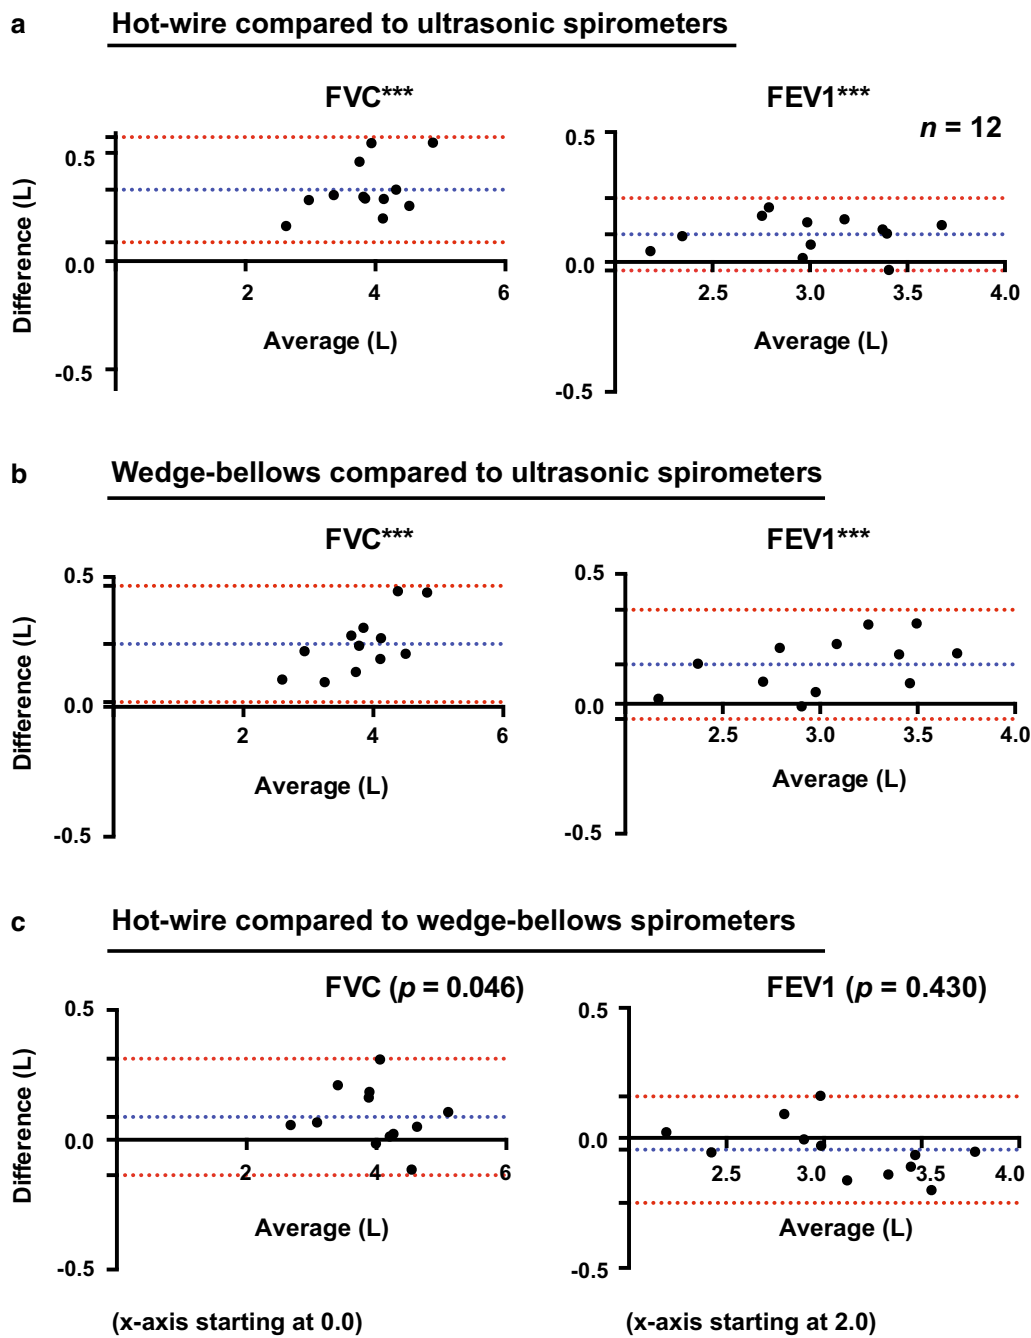 a Hot-wire compared to ultrasonic spirometers
FVC***
FEV1***
n = 12
Difference (L)
0.5
0.0
-0.5
2 4 6
Average (L)
0.5
0.0
-0.5
2.5 3.0 3.5 4.0
Average (L)
b Wedge-bellows compared to ultrasonic spirometers
FVC***
FEV1***
Difference (L)
0.5
0.0
-0.5
2 4 6
Average (L)
0.5
0.0
-0.5
2.5 3.0 3.5 4.0
Average (L)
c Hot-wire compared to wedge-bellows spirometers
FVC (p = 0.046)
FEV1 (p = 0.430)
Difference (L)
0.5
0.0
-0.5
2 4 6
Average (L)
0.5
0.0
-0.5
2.5 3.0 3.5 4.0
Average (L)
(x-axis starting at 0.0)
(x-axis starting at 2.0)